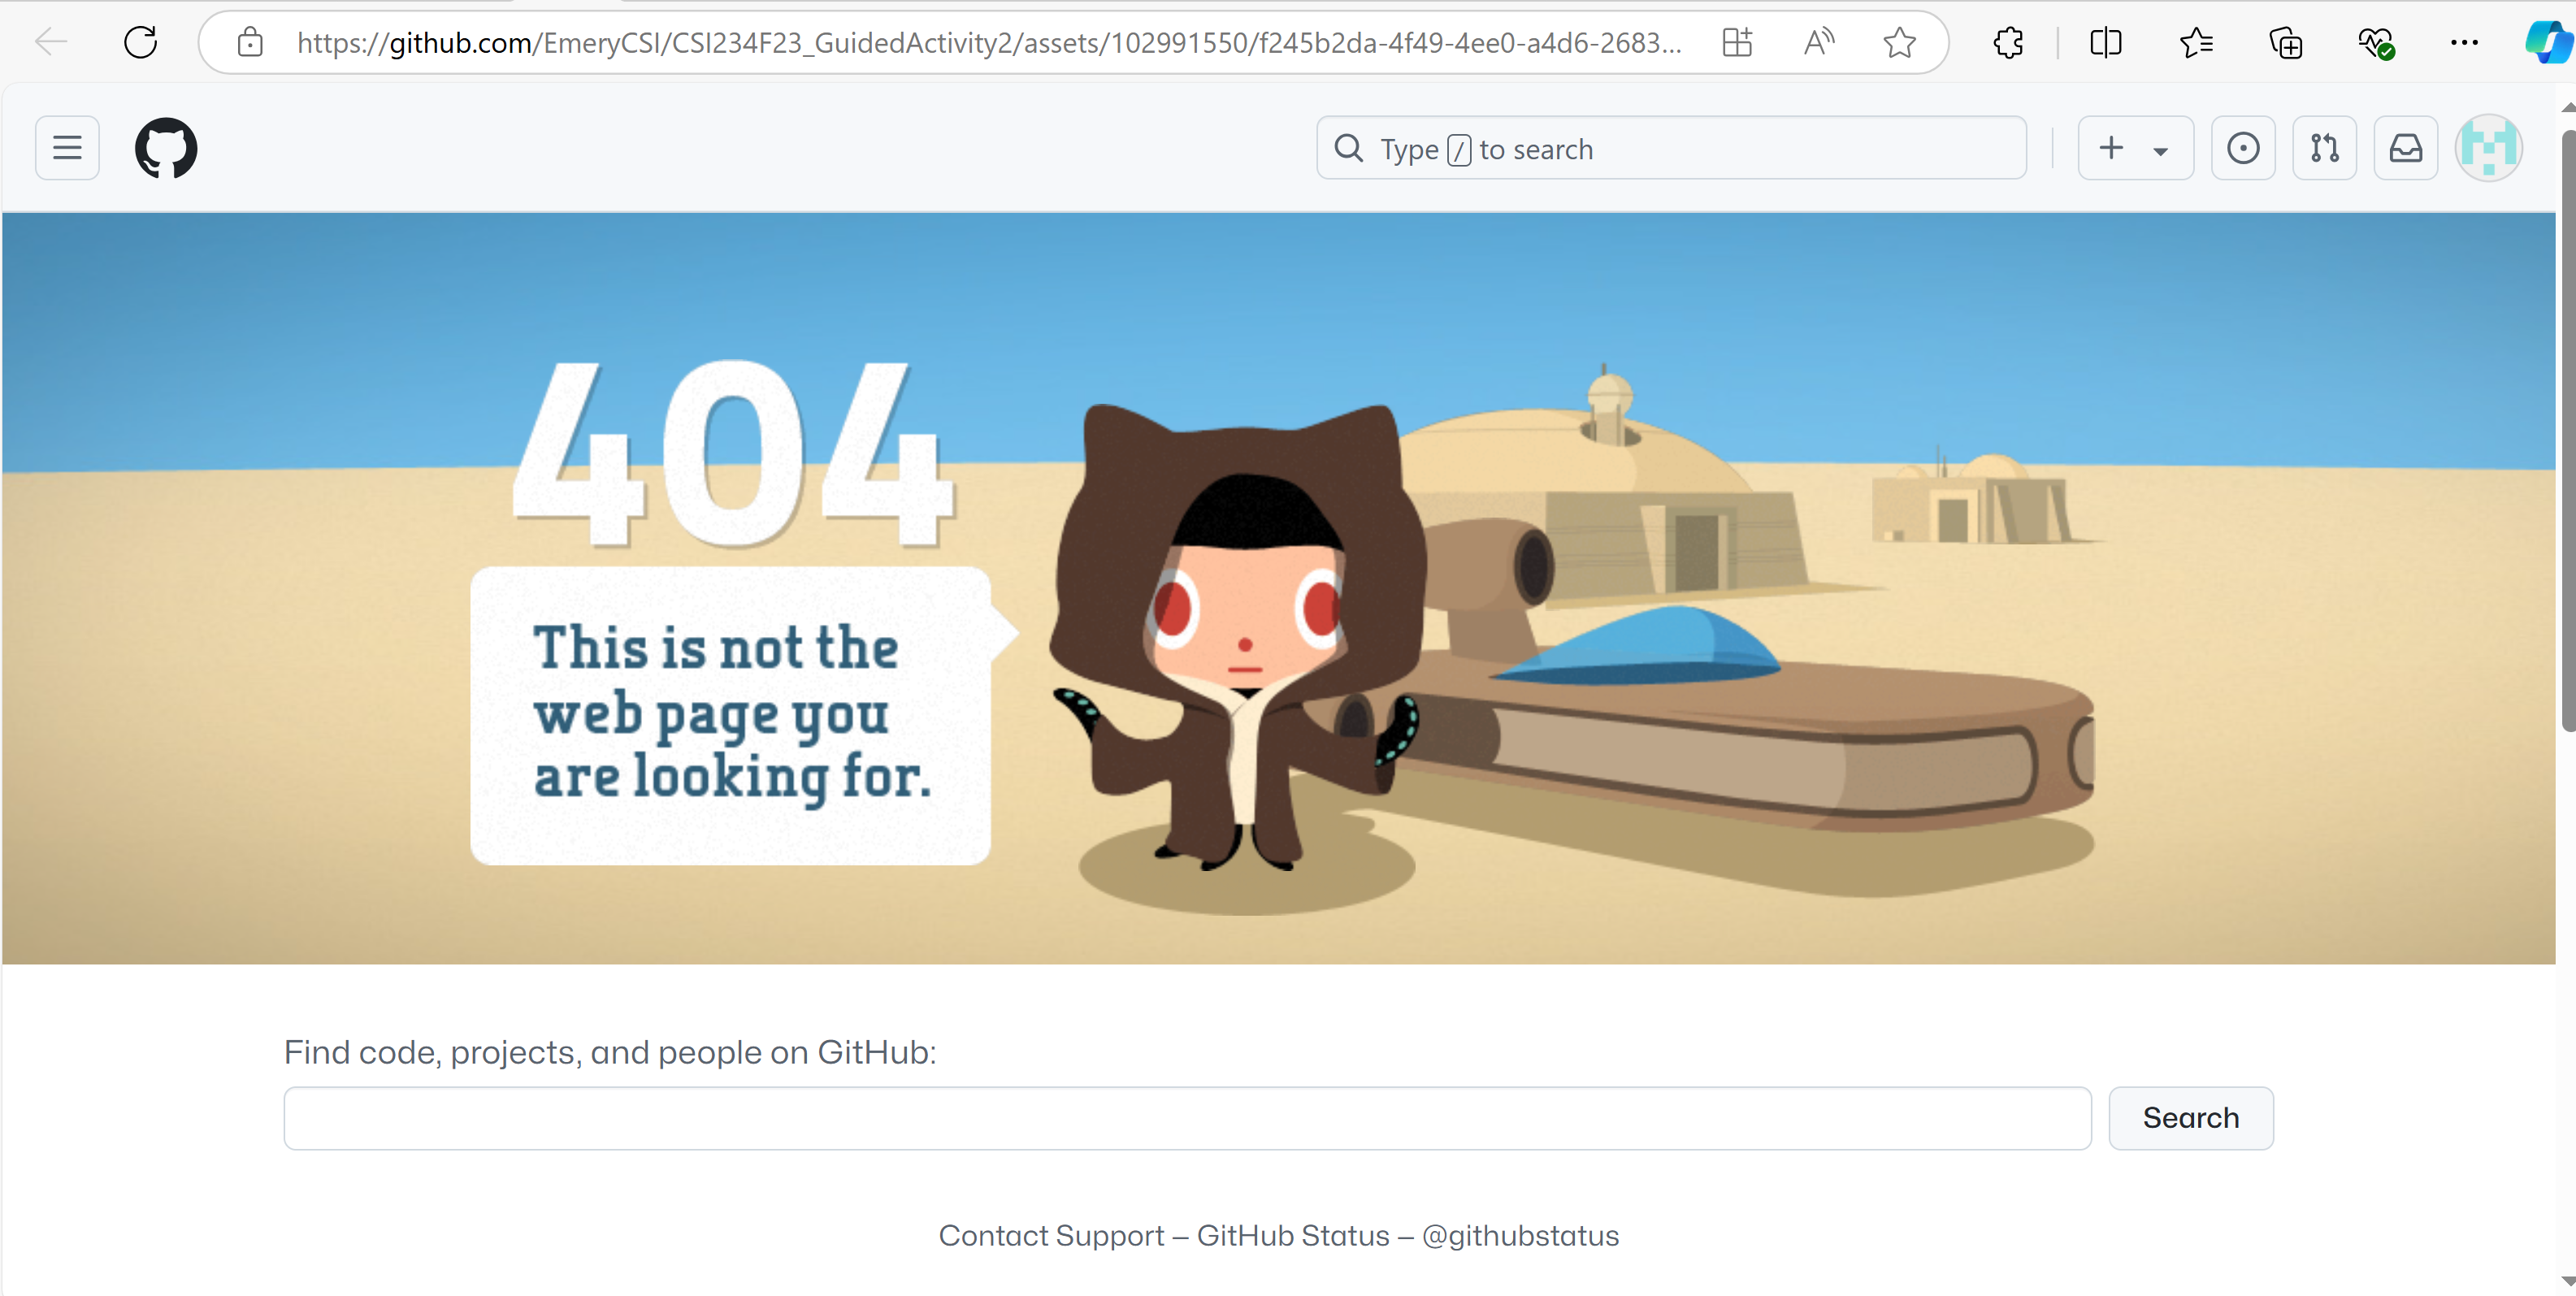 https://github.com/EmeryCSI/CSI234F23_GuidedActivity2/assets/102991550/f245b2da-4f49-4ee0-a4d6-2683...
Type / to search
404
This is not the
web page you
are looking for.
Find code, projects, and people on GitHub:
Search
Contact Support — GitHub Status — @githubstatus